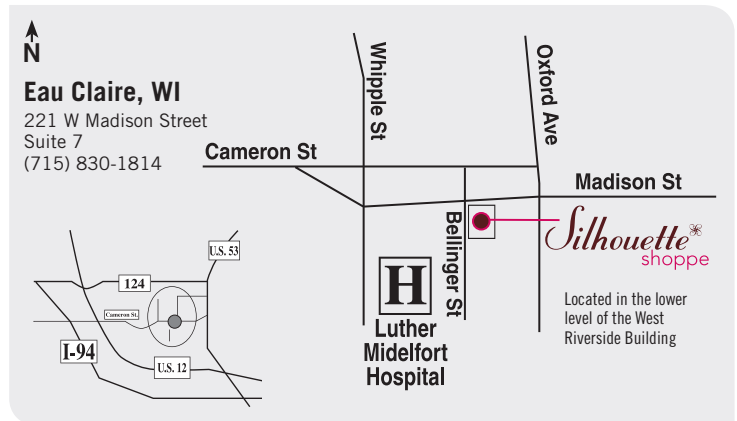 N
Eau Claire, WI
221 W Madison Street
Suite 7
(715) 830-1814
Whipple St
Oxford Ave
Cameron St
Madison St
Bellinger St
Silhouette
shoppe
Located in the lower
level of the West
Riverside Building
H
Luther
Midelfort
Hospital
U.S. 53
124
Cameron St.
I-94
U.S. 12